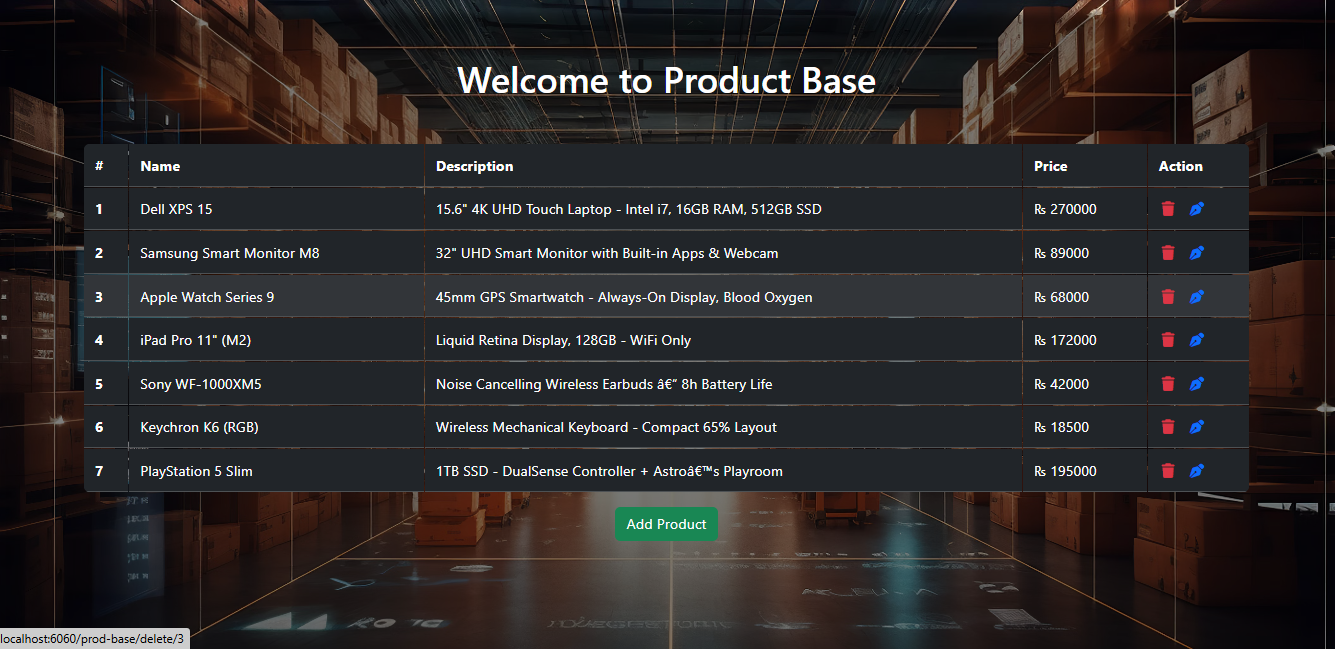 Welcome to Product Base
# Name Description Price Action
1 Dell XPS 15 15.6" 4K UHD Touch Laptop - Intel i7, 16GB RAM, 512GB SSD ₨ 270000
2 Samsung Smart Monitor M8 32" UHD Smart Monitor with Built-in Apps & Webcam ₨ 89000
3 Apple Watch Series 9 45mm GPS Smartwatch - Always-On Display, Blood Oxygen ₨ 68000
4 iPad Pro 11" (M2) Liquid Retina Display, 128GB - WiFi Only ₨ 172000
5 Sony WF-1000XM5 Noise Cancelling Wireless Earbuds â€“ 8h Battery Life ₨ 42000
6 Keychron K6 (RGB) Wireless Mechanical Keyboard - Compact 65% Layout ₨ 18500
7 PlayStation 5 Slim 1TB SSD - DualSense Controller + Astroâ€™s Playroom ₨ 195000
Add Product
localhost:6060/prod-base/delete/3